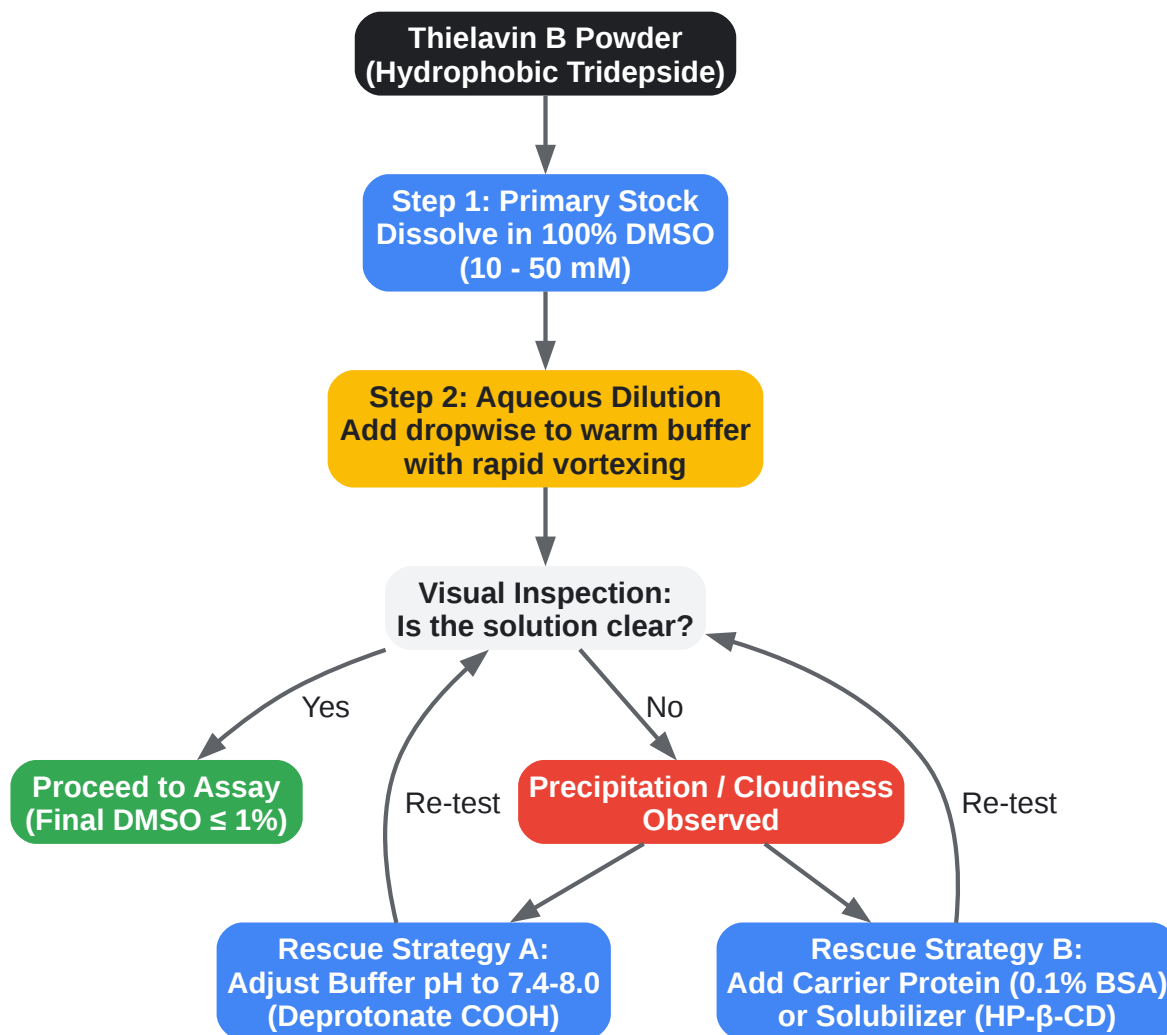 Thielavin B Powder
(Hydrophobic Tridepside)
Step 1: Primary Stock
Dissolve in 100% DMSO
(10 - 50 mM)
Step 2: Aqueous Dilution
Add dropwise to warm buffer
with rapid vortexing
Visual Inspection:
Is the solution clear?
Yes
No
Proceed to Assay
(Final DMSO ≤ 1%)
Re-test
Precipitation / Cloudiness
Observed
Re-test
Rescue Strategy A:
Adjust Buffer pH to 7.4-8.0
(Deprotonate COOH)
Rescue Strategy B:
Add Carrier Protein (0.1% BSA)
or Solubilizer (HP-β-CD)